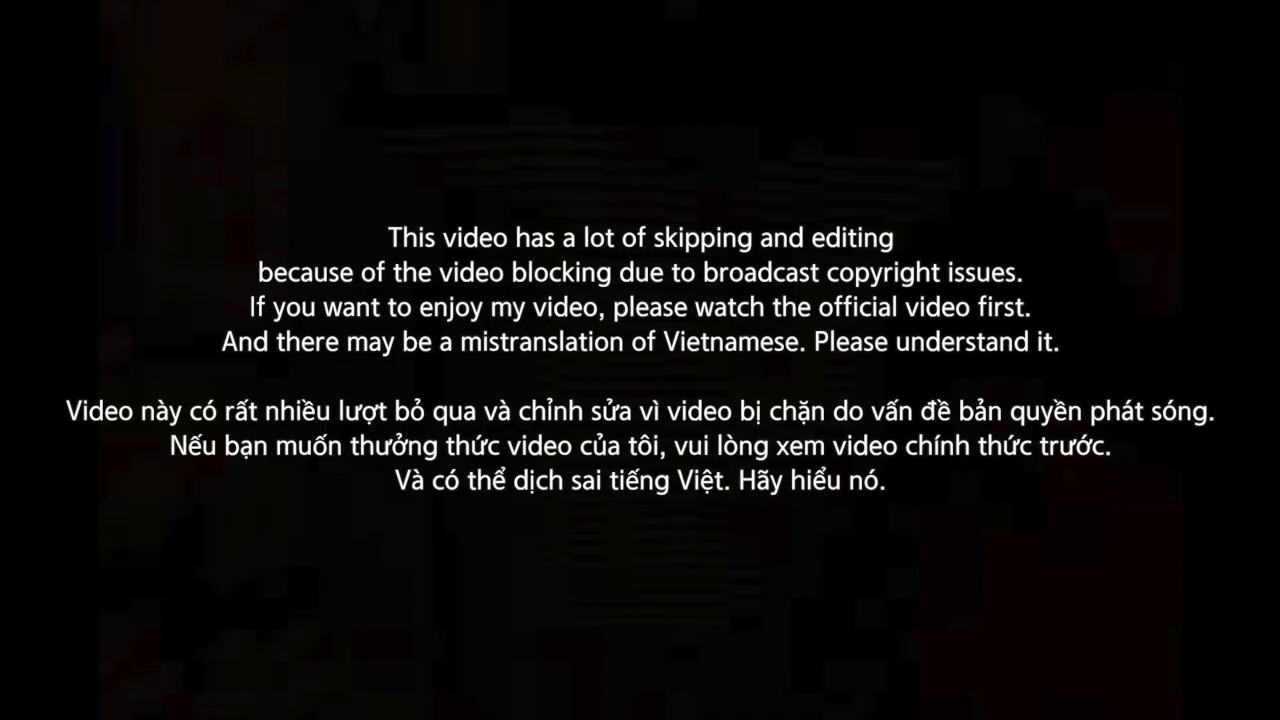 This video has a lot of skipping and editing
because of the video blocking due to broadcast copyright issues.
If you want to enjoy my video, please watch the official video first.
And there may be a mistranslation of Vietnamese. Please understand it.
Video này có rất nhiều lượt bỏ qua và chỉnh sửa vì video bị chặn do vấn đề bản quyền phát sóng.
Nếu bạn muốn thưởng thức video của tôi, vui lòng xem video chính thức trước.
Và có thể dịch sai tiếng Việt. Hãy hiểu nó.